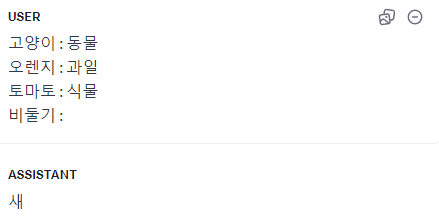 USER
고양이 : 동물
오렌지 : 과일
토마토 : 식물
비둘기 :
ASSISTANT
새